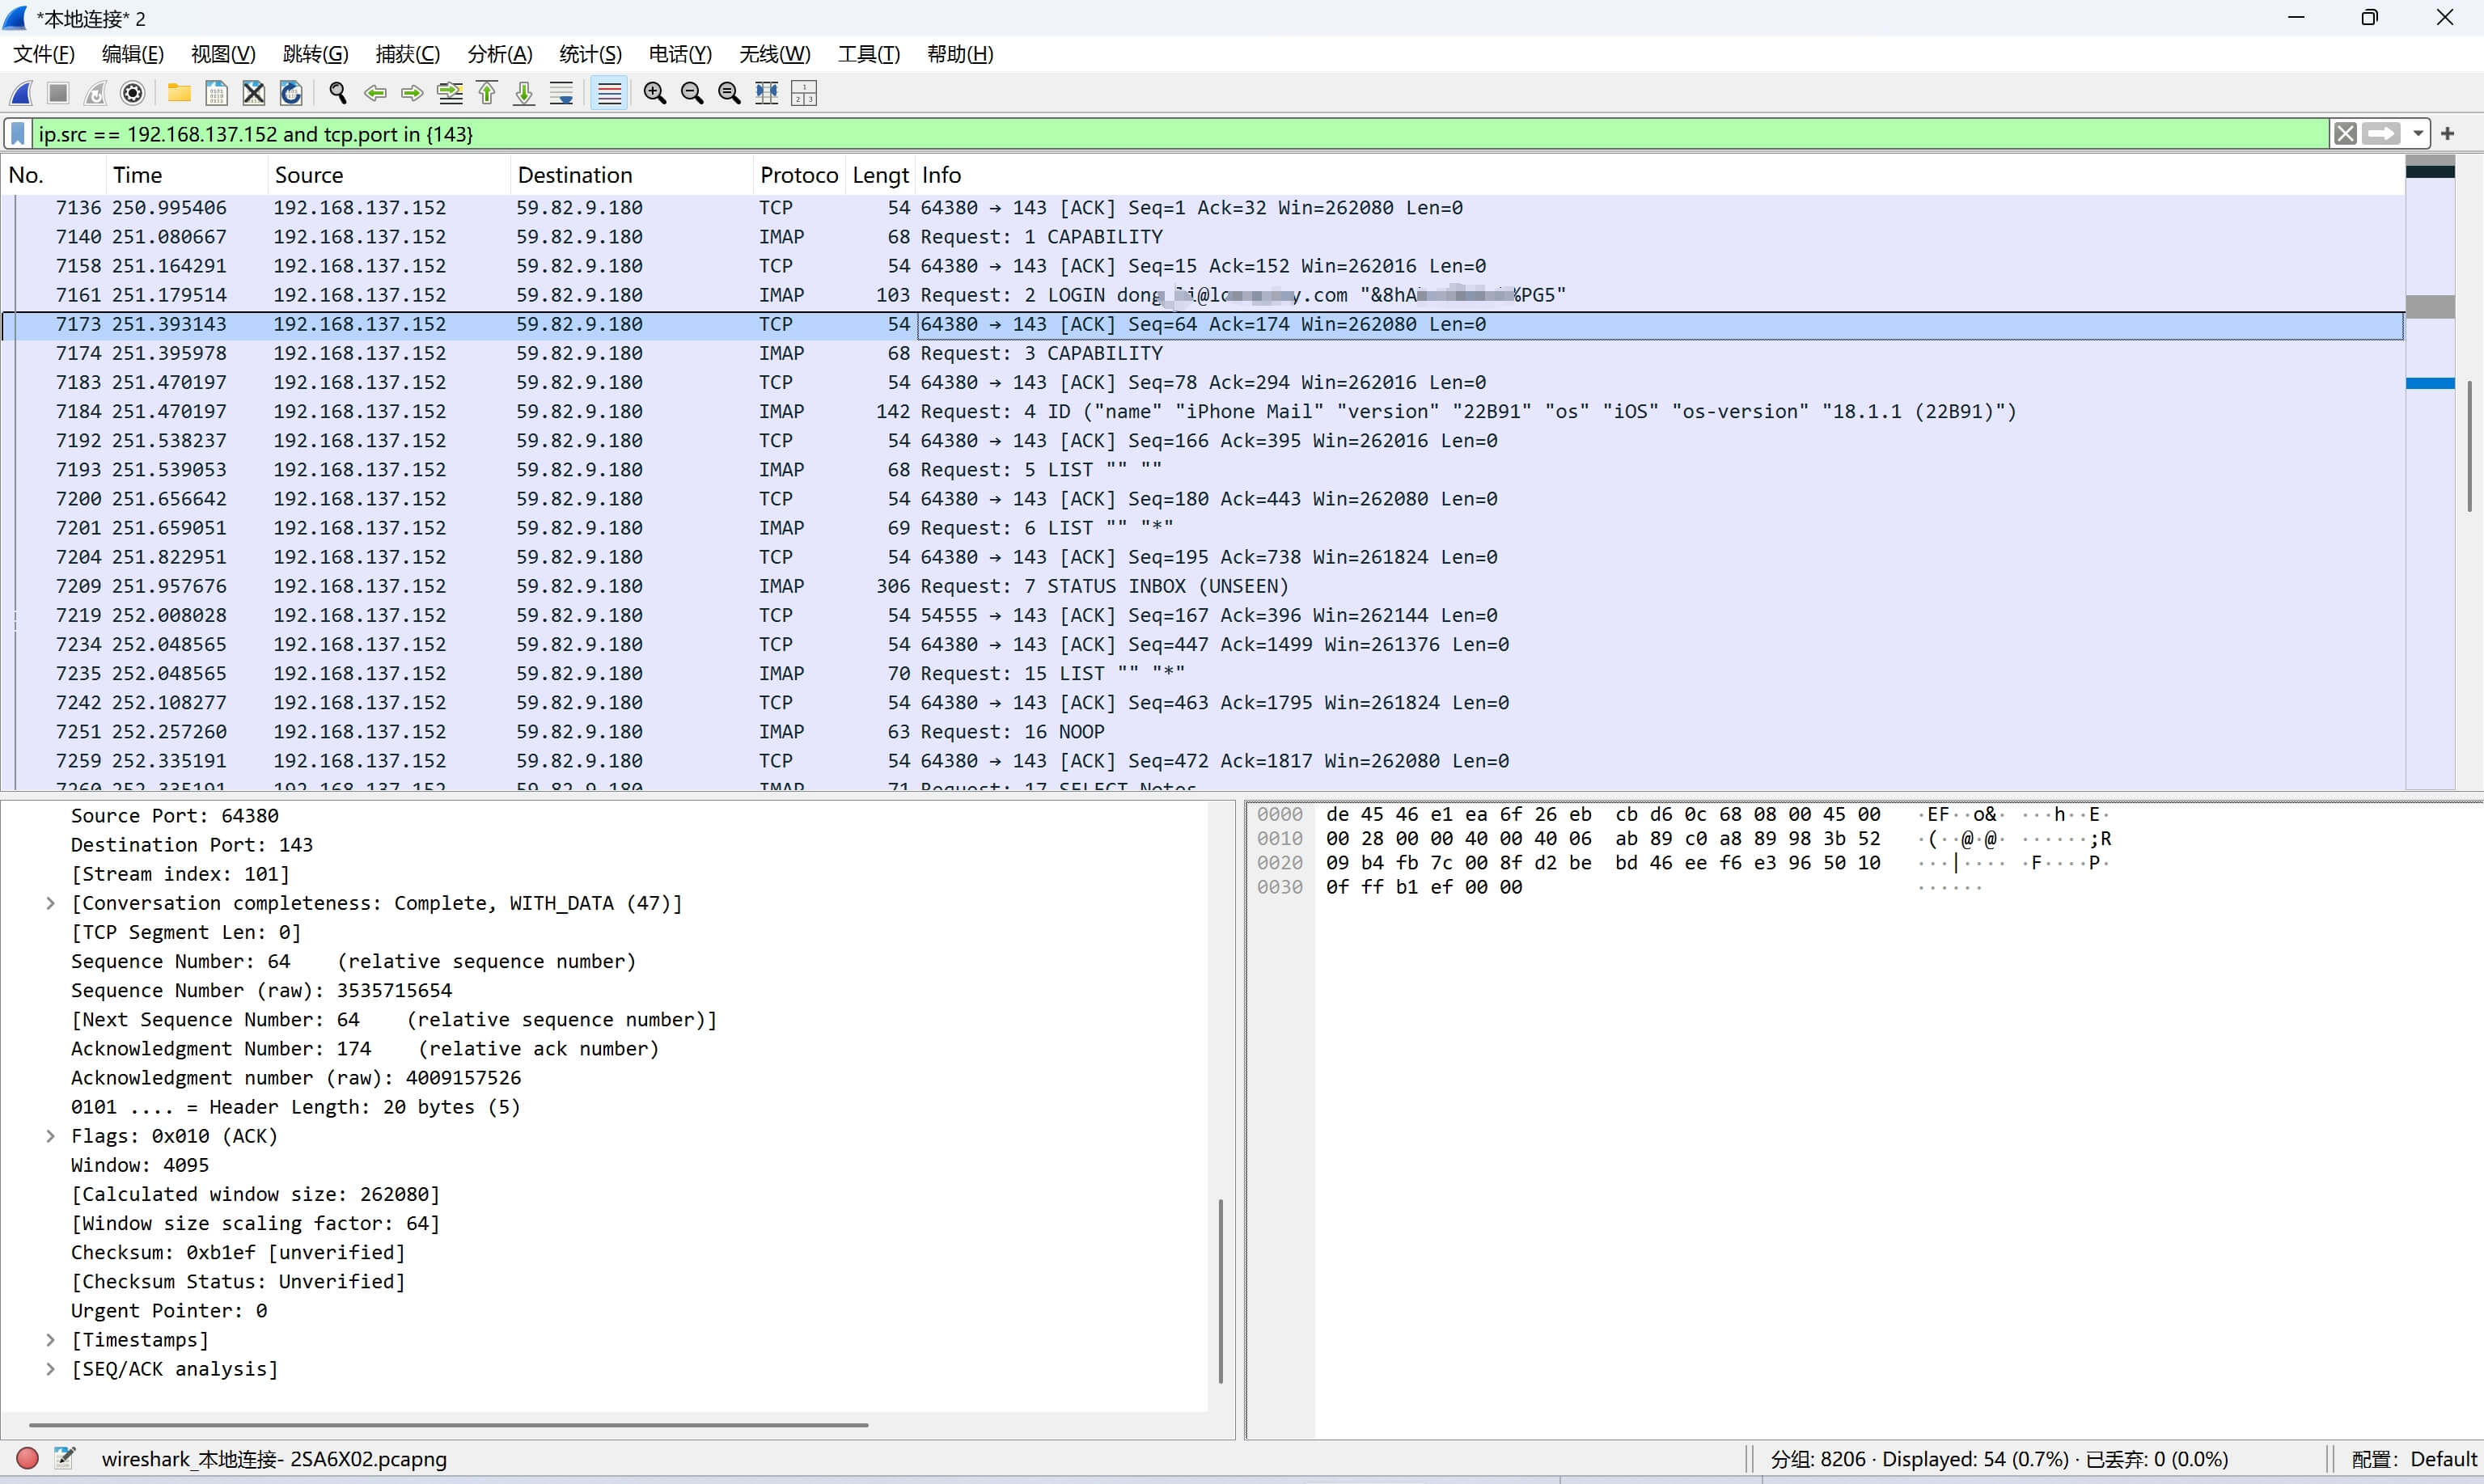 *本地连接* 2
文件(F) 编辑(E) 视图(V) 跳转(G) 捕获(C) 分析(A) 统计(S) 电话(Y) 无线(W) 工具(T) 帮助(H)
ip.src == 192.168.137.152 and tcp.port in {143}
No. Time Source Destination Protoco Lengt Info
7136 250.995406 192.168.137.152 59.82.9.180 TCP 54 64380 → 143 [ACK] Seq=1 Ack=32 Win=262080 Len=0
7140 251.080667 192.168.137.152 59.82.9.180 IMAP 68 Request: 1 CAPABILITY
7158 251.164291 192.168.137.152 59.82.9.180 TCP 54 64380 → 143 [ACK] Seq=15 Ack=152 Win=262016 Len=0
7161 251.179514 192.168.137.152 59.82.9.180 IMAP 103 Request: 2 LOGIN
7173 251.393143 192.168.137.152 59.82.9.180 TCP 54 64380 → 143 [ACK] Seq=64 Ack=174 Win=262080 Len=0
7174 251.395978 192.168.137.152 59.82.9.180 IMAP 68 Request: 3 CAPABILITY
7183 251.470197 192.168.137.152 59.82.9.180 TCP 54 64380 → 143 [ACK] Seq=78 Ack=294 Win=262016 Len=0
7184 251.470197 192.168.137.152 59.82.9.180 IMAP 142 Request: 4 ID ("name" "iPhone Mail" "version" "22B91" "os" "iOS" "os-version" "18.1.1 (22B91)")
7192 251.538237 192.168.137.152 59.82.9.180 TCP 54 64380 → 143 [ACK] Seq=166 Ack=395 Win=262016 Len=0
7193 251.539053 192.168.137.152 59.82.9.180 IMAP 68 Request: 5 LIST "" ""
7200 251.656642 192.168.137.152 59.82.9.180 TCP 54 64380 → 143 [ACK] Seq=180 Ack=443 Win=262080 Len=0
7201 251.659051 192.168.137.152 59.82.9.180 IMAP 69 Request: 6 LIST "" "*"
7204 251.822951 192.168.137.152 59.82.9.180 TCP 54 64380 → 143 [ACK] Seq=195 Ack=738 Win=261824 Len=0
7209 251.957676 192.168.137.152 59.82.9.180 IMAP 306 Request: 7 STATUS INBOX (UNSEEN)
7219 252.008028 192.168.137.152 59.82.9.180 TCP 54 54555 → 143 [ACK] Seq=167 Ack=396 Win=262144 Len=0
7234 252.048565 192.168.137.152 59.82.9.180 TCP 54 64380 → 143 [ACK] Seq=447 Ack=1499 Win=261376 Len=0
7235 252.048565 192.168.137.152 59.82.9.180 IMAP 70 Request: 15 LIST "" "*"
7242 252.108277 192.168.137.152 59.82.9.180 TCP 54 64380 → 143 [ACK] Seq=463 Ack=1795 Win=261824 Len=0
7251 252.257260 192.168.137.152 59.82.9.180 IMAP 63 Request: 16 NOOP
7259 252.335191 192.168.137.152 59.82.9.180 TCP 54 64380 → 143 [ACK] Seq=472 Ack=1817 Win=262080 Len=0
7260 252.335191 192.168.137.152 59.82.9.180 IMAP 71 Request: 17 SELECT Notes
Source Port: 64380
Destination Port: 143
[Stream index: 101]
[Conversation completeness: Complete, WITH_DATA (47)]
[TCP Segment Len: 0]
Sequence Number: 64 (relative sequence number)
Sequence Number (raw): 3535715654
[Next Sequence Number: 64 (relative sequence number)]
Acknowledgment Number: 174 (relative ack number)
Acknowledgment number (raw): 4009157526
0101 .... = Header Length: 20 bytes (5)
Flags: 0x010 (ACK)
Window: 4095
[Calculated window size: 262080]
[Window size scaling factor: 64]
Checksum: 0xb1ef [unverified]
[Checksum Status: Unverified]
Urgent Pointer: 0
[Timestamps]
[SEQ/ACK analysis]
0000 de 45 46 e1 ea 6f 26 eb cb d6 0c 68 08 00 45 00 ·EF··o&· ···h··E·
0010 00 28 00 00 40 00 40 06 ab 89 c0 a8 89 98 3b 52 ·(··@·@· ······;R
0020 09 b4 fb 7c 00 8f d2 be bd 46 ee f6 e3 96 50 10 ···|···· ·F····P·
0030 0f ff b1 ef 00 00 ······
wireshark_本地连接- 2SA6X02.pcapng
分组: 8206 · Displayed: 54 (0.7%) · 已丢弃: 0 (0.0%)
配置: Default